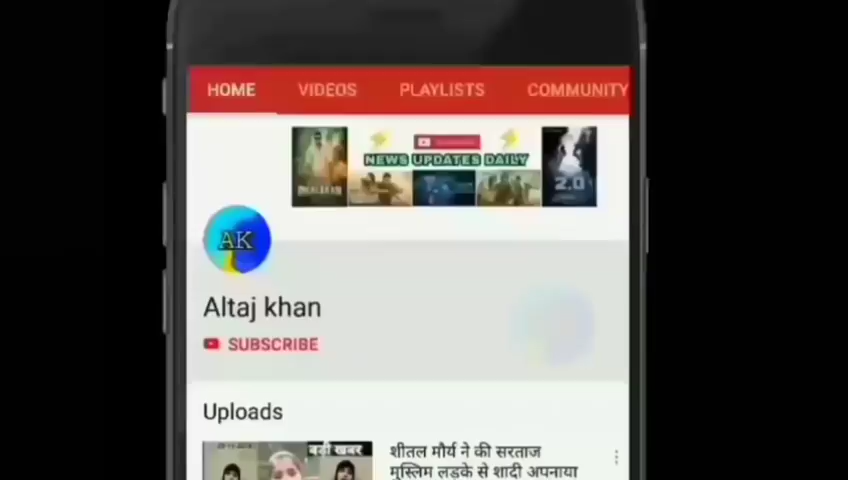 HOME VIDEOS PLAYLISTS COMMUNITY
NEWS UPDATES DAILY
2.0
AK
Altaj khan
SUBSCRIBE
Uploads
बड़ी खबर
शीतल मौर्य ने की सरताज
मुस्लिम लड़के से शादी अपनाया